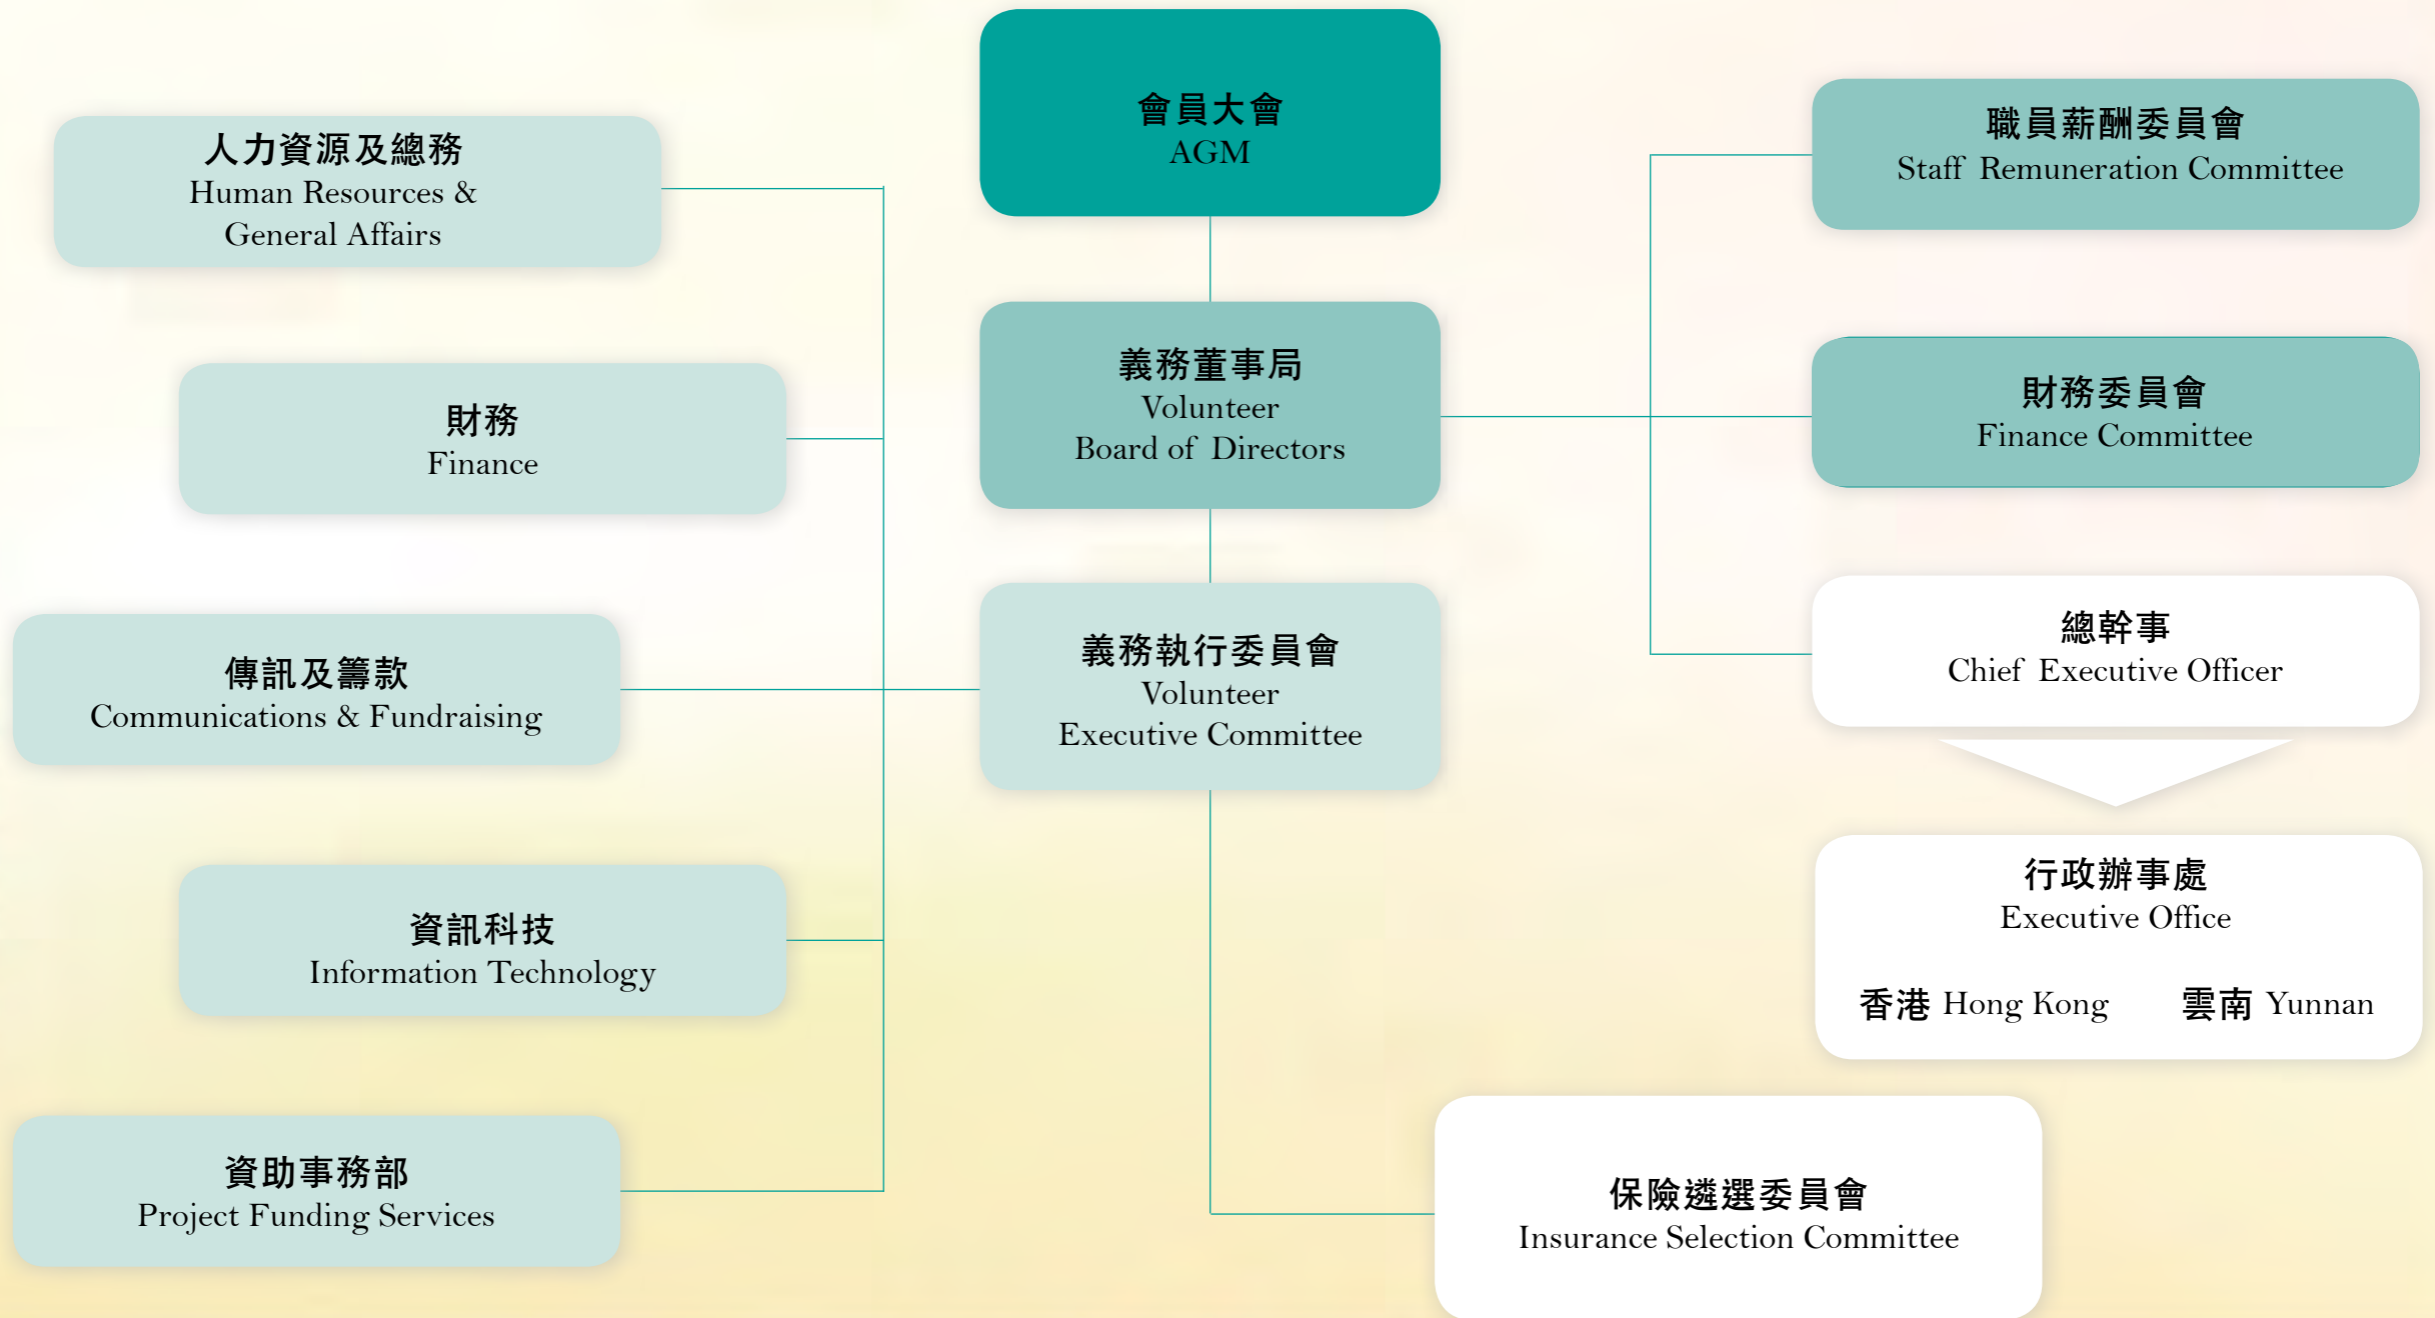 會員大會
AGM
義務董事局
Volunteer
Board of Directors
義務執行委員會
Volunteer
Executive Committee
人力資源及總務
Human Resources &
General Affairs
財務
Finance
傳訊及籌款
Communications & Fundraising
資訊科技
Information Technology
資助事務部
Project Funding Services
職員薪酬委員會
Staff Remuneration Committee
財務委員會
Finance Committee
總幹事
Chief Executive Officer
行政辦事處
Executive Office
香港 Hong Kong 雲南 Yunnan
保險遴選委員會
Insurance Selection Committee